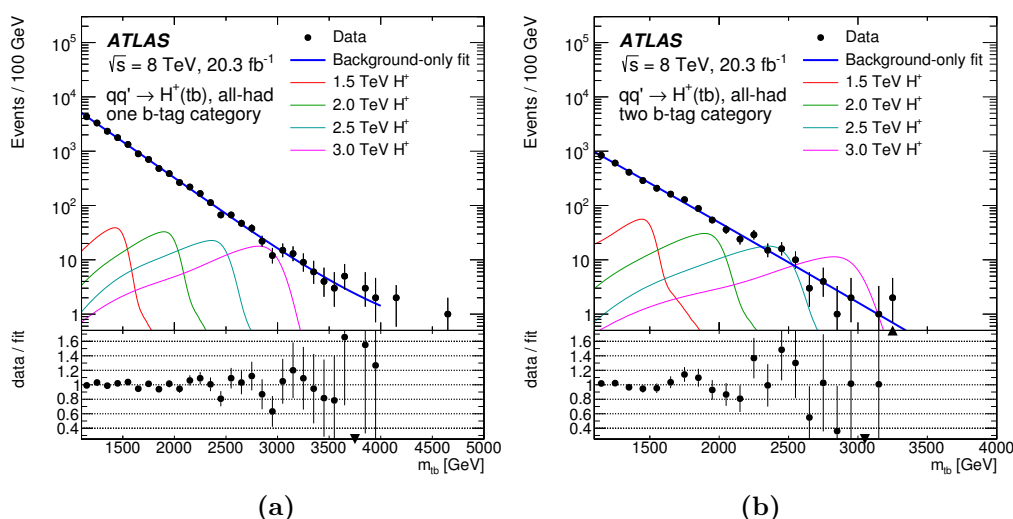 Events / 100 GeV
10⁵
10⁴
10³
10²
10
1
ATLAS
√s = 8 TeV, 20.3 fb⁻¹
qq' → H⁺(tb), all-had
one b-tag category
Data
Background-only fit
1.5 TeV H⁺
2.0 TeV H⁺
2.5 TeV H⁺
3.0 TeV H⁺
data / fit
1.6
1.4
1.2
1.0
0.8
0.6
0.4
1500 2000 2500 3000 3500 4000 4500 5000
m_tb [GeV]
(a)
Events / 100 GeV
10⁵
10⁴
10³
10²
10
1
ATLAS
√s = 8 TeV, 20.3 fb⁻¹
qq' → H⁺(tb), all-had
two b-tag category
Data
Background-only fit
1.5 TeV H⁺
2.0 TeV H⁺
2.5 TeV H⁺
3.0 TeV H⁺
data / fit
1.6
1.4
1.2
1.0
0.8
0.6
0.4
1500 2000 2500 3000 3500 4000
m_tb [GeV]
(b)